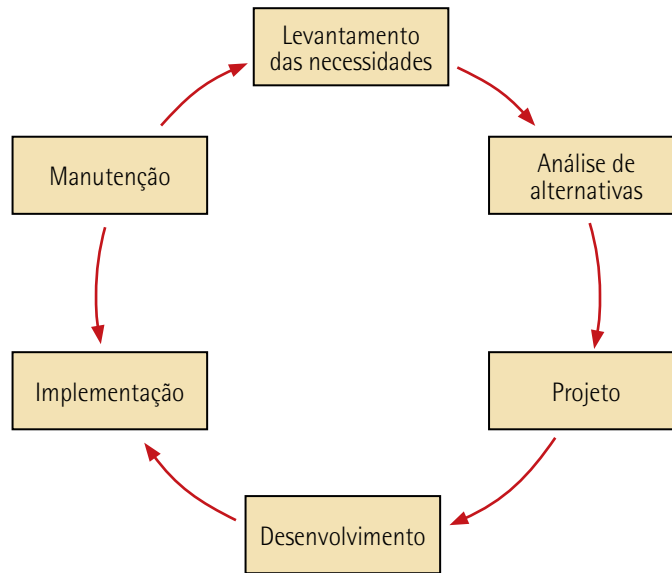 Levantamento
das necessidades
Análise de
alternativas
Projeto
Desenvolvimento
Implementação
Manutenção